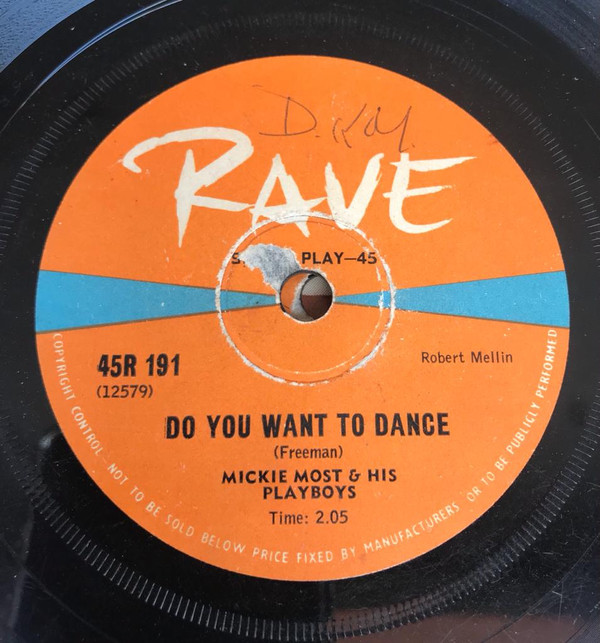 D. Kay.
RAVE
PLAY—45
45R 191
(12579)
Robert Mellin
DO YOU WANT TO DANCE
(Freeman)
MICKIE MOST & HIS
PLAYBOYS
Time: 2.05
COPYRIGHT CONTROL. NOT TO BE SOLD BELOW PRICE FIXED BY MANUFACTURERS OR TO BE PUBLICLY PERFORMED